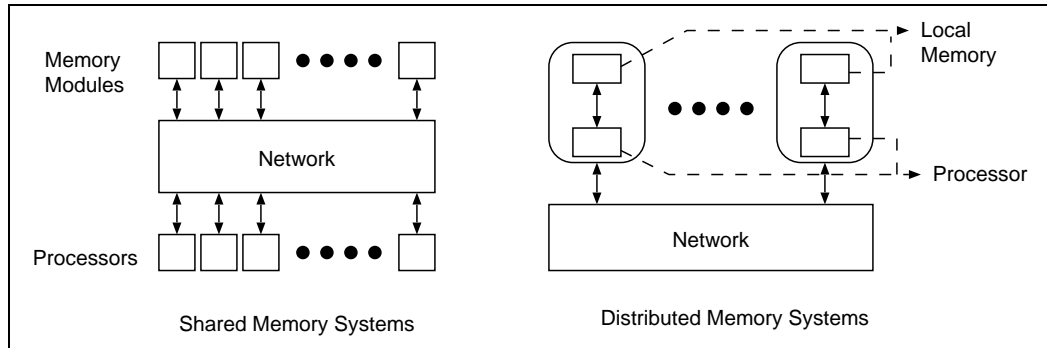 Memory
Modules
Network
Processors
Shared Memory Systems
Local
Memory
Processor
Network
Distributed Memory Systems